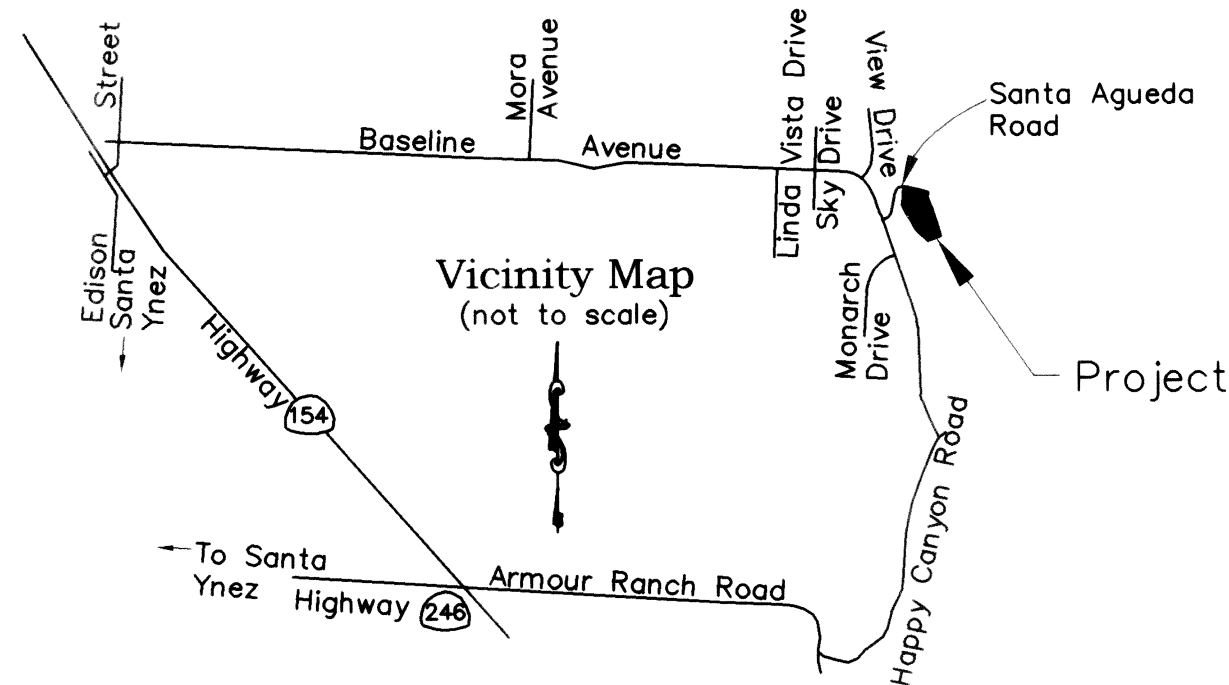 Street
Mora
Avenue
Linda Vista Drive
Sky Drive
View Drive
Santa Agueda
Road
Baseline Avenue
Edison
Santa
Ynez
Vicinity Map
(not to scale)
Highway
154
Monarch
Drive
Project
To Santa
Ynez
Highway 246
Armour Ranch Road
Happy Canyon Road